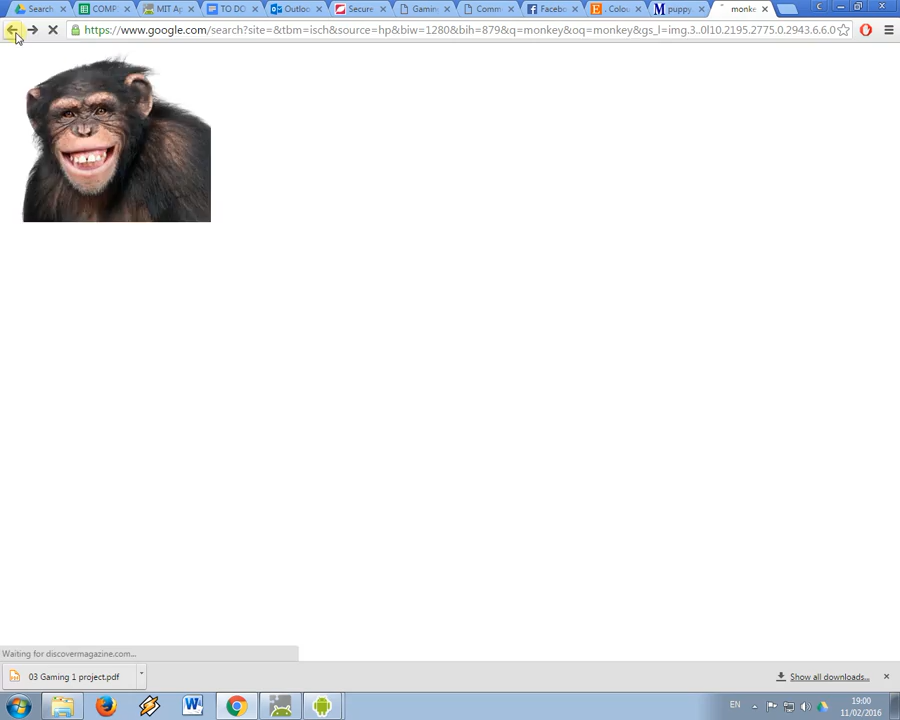 Search
COMP
MIT Ap
TO DO
Outloo
Secure
Gaming
Comm
Facebo
. Colou
puppy
monke
https://www.google.com/search?site=&tbm=isch&source=hp&biw=1280&bih=879&q=monkey&oq=monkey&gs_l=img.3..0l10.2195.2775.0.2943.6.6.0
Waiting for discovermagazine.com...
03 Gaming 1 project.pdf
Show all downloads...
EN
19:00
11/02/2016